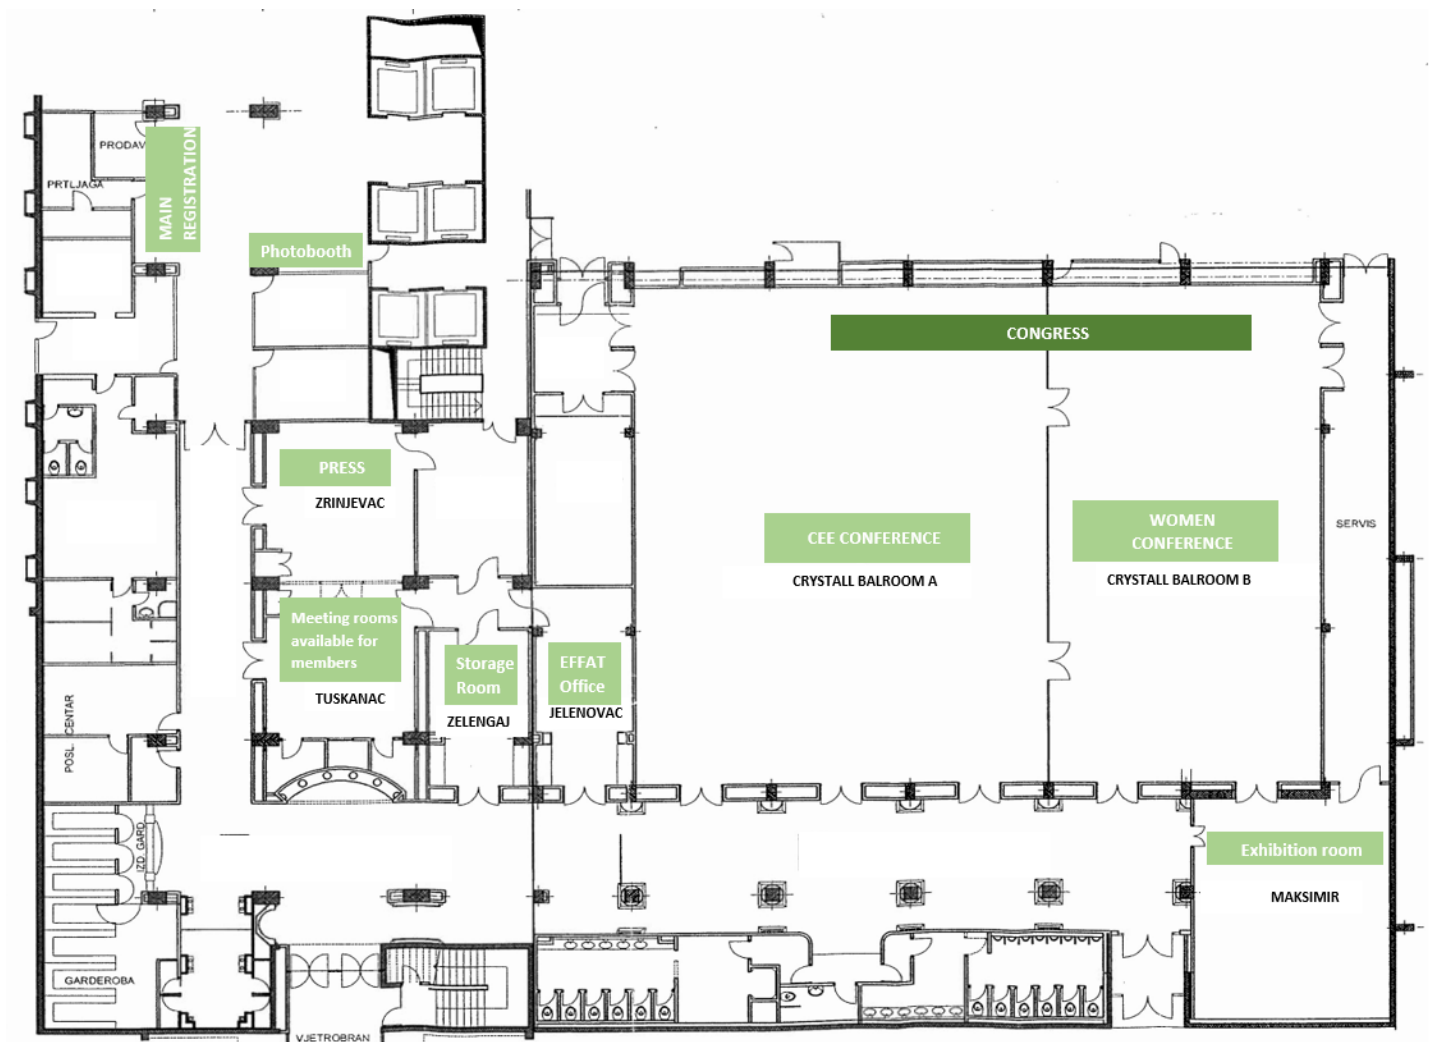 PRODAV
PRTLJAGA
MAIN
REGISTRATION
Photobooth
CONGRESS
PRESS
ZRINJEVAC
CEE CONFERENCE
CRYSTALL BALROOM A
WOMEN
CONFERENCE
CRYSTALL BALROOM B
SERVIS
Meeting rooms
available for
members
TUSKANAC
Storage
Room
ZELENGAJ
EFFAT
Office
JELENOVAC
POSL. CENTAR
IZD. GARD
Exhibition room
MAKSIMIR
GARDEROBA
VJETROBRAN